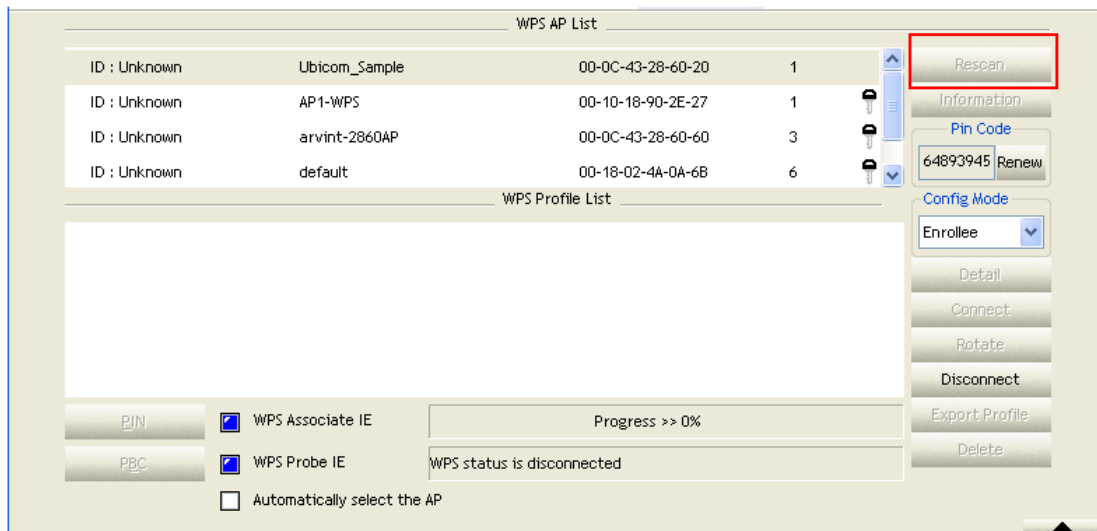 WPS AP List
ID : Unknown Ubicom_Sample 00-0C-43-28-60-20 1
ID : Unknown AP1-WPS 00-10-18-90-2E-27 1
ID : Unknown arvint-2860AP 00-0C-43-28-60-60 3
ID : Unknown default 00-18-02-4A-0A-6B 6
WPS Profile List
Rescan
Information
Pin Code
64893945 Renew
Config Mode
Enrollee
Detail
Connect
Rotate
Disconnect
Export Profile
Delete
PIN WPS Associate IE Progress >> 0%
PBC WPS Probe IE WPS status is disconnected
Automatically select the AP